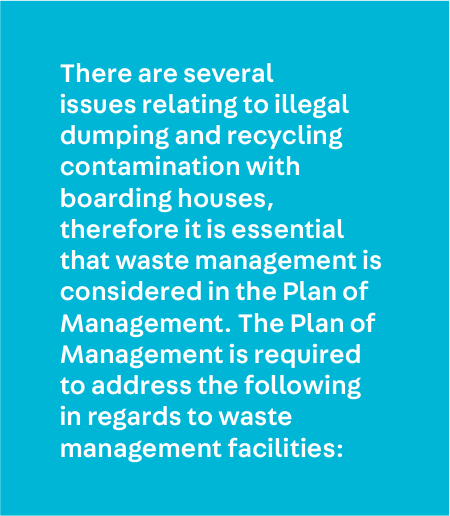 There are several
issues relating to illegal
dumping and recycling
contamination with
boarding houses,
therefore it is essential
that waste management is
considered in the Plan of
Management. The Plan of
Management is required
to address the following
in regards to waste
management facilities: